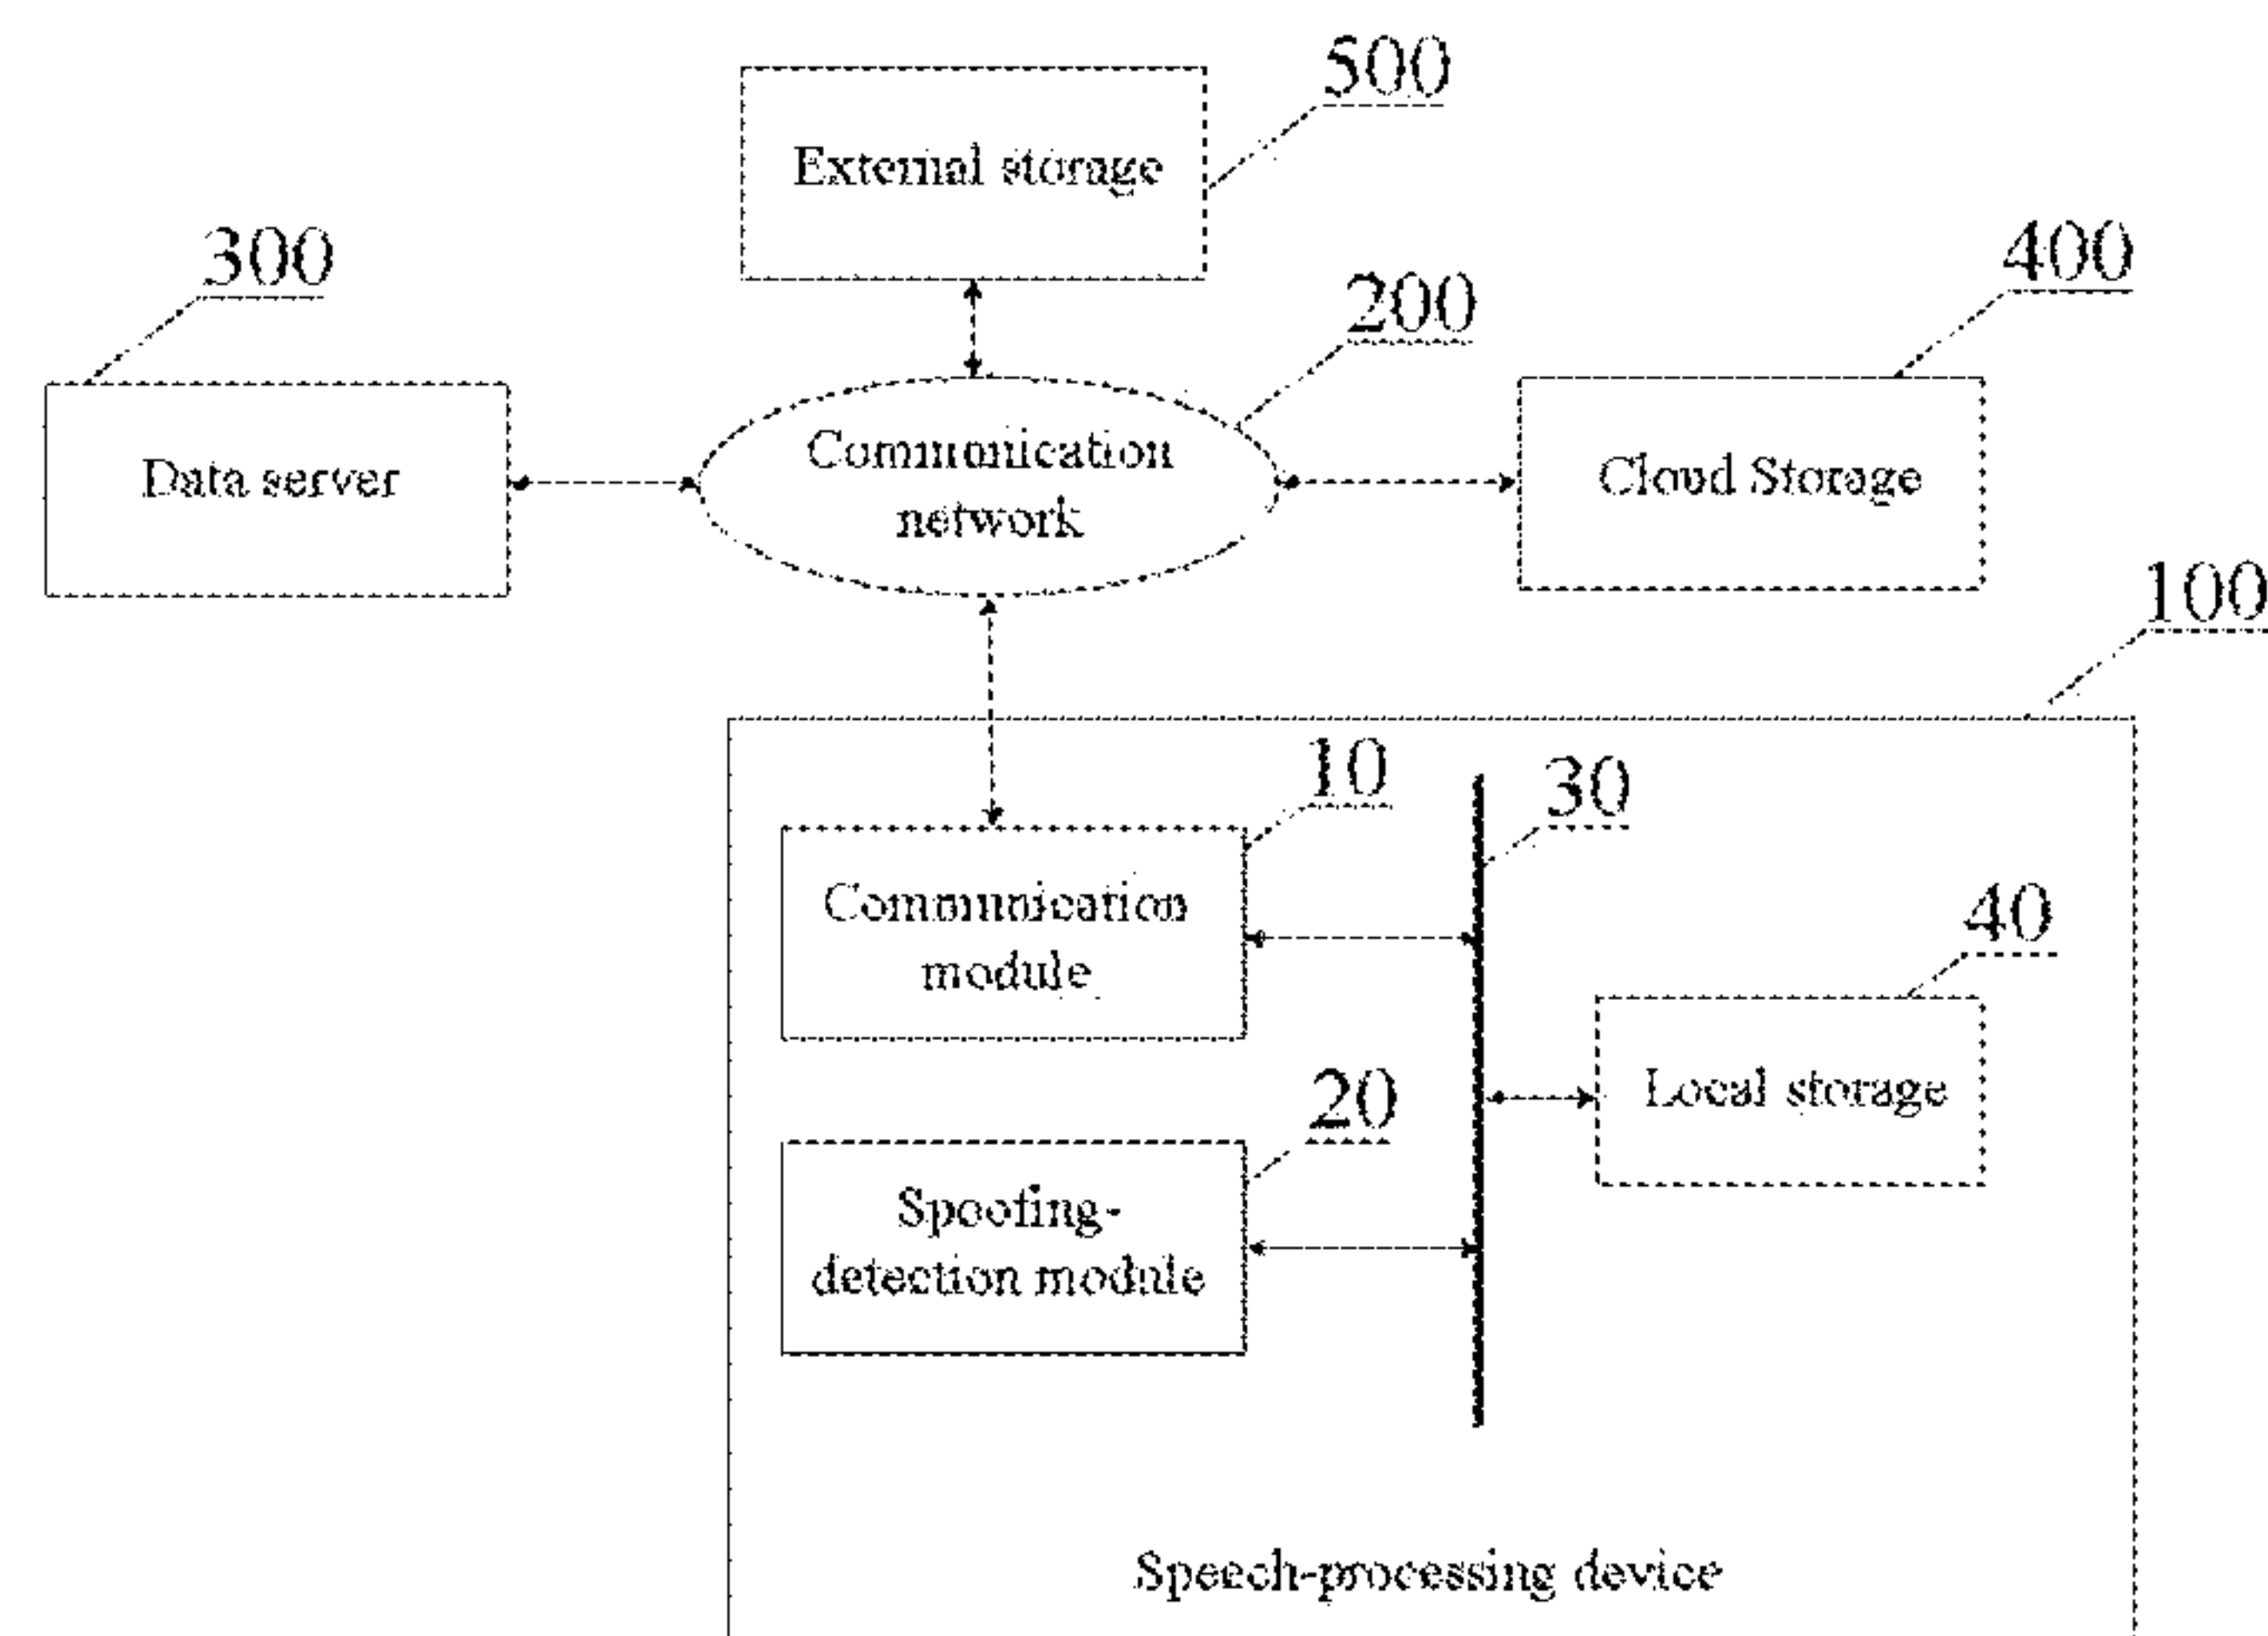 500
External storage
300
400
200
Data server
Communication
network
Cloud Storage
100
10
30
Communication
module
40
Local storage
20
Spoofing-
detection module
Speech-processing device